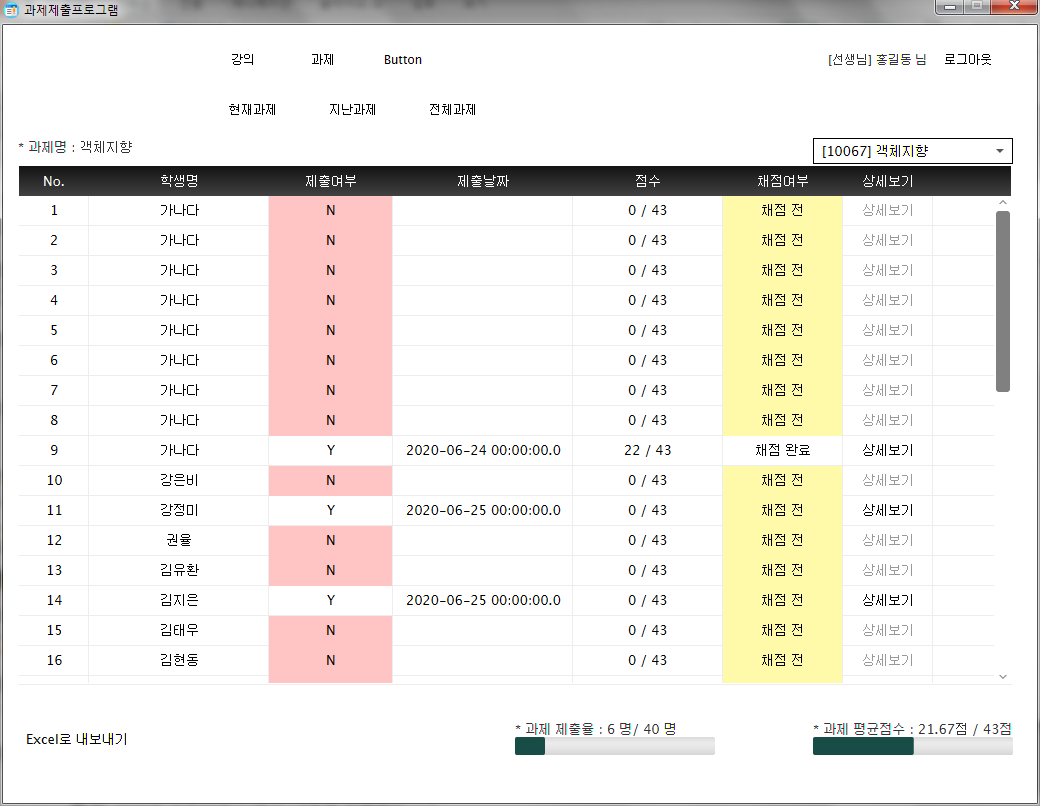 과제제출프로그램
강의 과제 Button [선생님] 홍길동 님 로그아웃
현재과제 지난과제 전체과제
* 과제명 : 객체지향 [10067] 객체지향
No. 학생명 제출여부 제출날짜 점수 채점여부 상세보기
1 가나다 N 0 / 43 채점 전 상세보기
2 가나다 N 0 / 43 채점 전 상세보기
3 가나다 N 0 / 43 채점 전 상세보기
4 가나다 N 0 / 43 채점 전 상세보기
5 가나다 N 0 / 43 채점 전 상세보기
6 가나다 N 0 / 43 채점 전 상세보기
7 가나다 N 0 / 43 채점 전 상세보기
8 가나다 N 0 / 43 채점 전 상세보기
9 가나다 Y 2020-06-24 00:00:00.0 22 / 43 채점 완료 상세보기
10 강은비 N 0 / 43 채점 전 상세보기
11 강정미 Y 2020-06-25 00:00:00.0 0 / 43 채점 전 상세보기
12 권율 N 0 / 43 채점 전 상세보기
13 김유환 N 0 / 43 채점 전 상세보기
14 김지은 Y 2020-06-25 00:00:00.0 0 / 43 채점 전 상세보기
15 김태우 N 0 / 43 채점 전 상세보기
16 김현동 N 0 / 43 채점 전 상세보기
* 과제 제출율 : 6 명/ 40 명 * 과제 평균점수 : 21.67점 / 43점
Excel로 내보내기